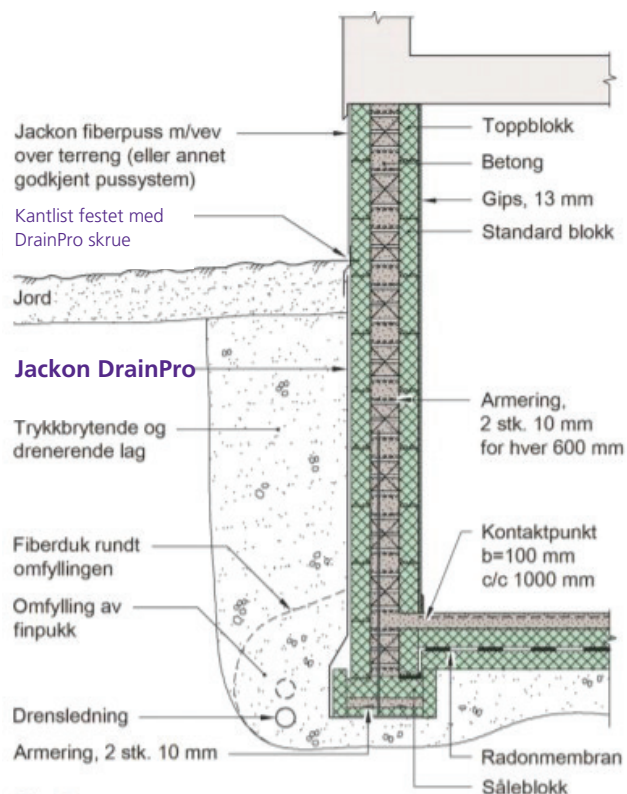 Jackon fiberpuss m/vev
over terreng (eller annet
godkjent pussystem)
Kantlist festet med
DrainPro skrue
Jord
Jackon DrainPro
Trykkbrytende og
drenerende lag
Fiberduk rundt
omfyllingen
Omfylling av
finpukk
Drensledning
Armering, 2 stk. 10 mm
Toppblokk
Betong
Gips, 13 mm
Standard blokk
Armering,
2 stk. 10 mm
for hver 600 mm
Kontaktpunkt
b=100 mm
c/c 1000 mm
Radonmembran
Såleblokk